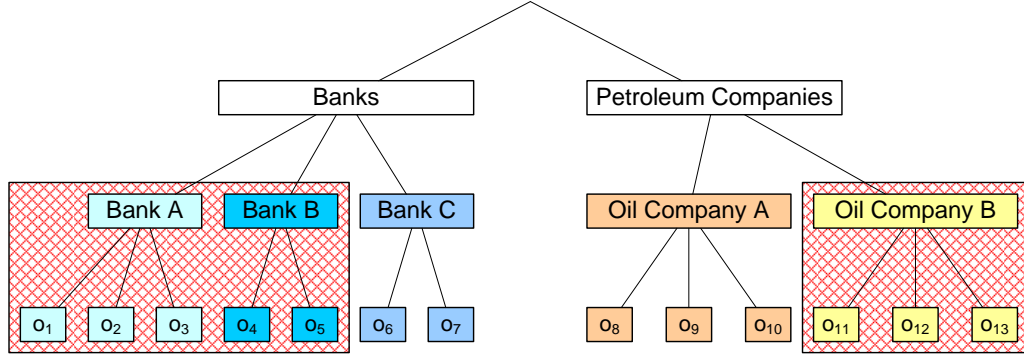 Banks
Petroleum Companies
Bank A
Bank B
Bank C
Oil Company A
Oil Company B
o₁
o₂
o₃
o₄
o₅
o₆
o₇
o₈
o₉
o₁₀
o₁₁
o₁₂
o₁₃